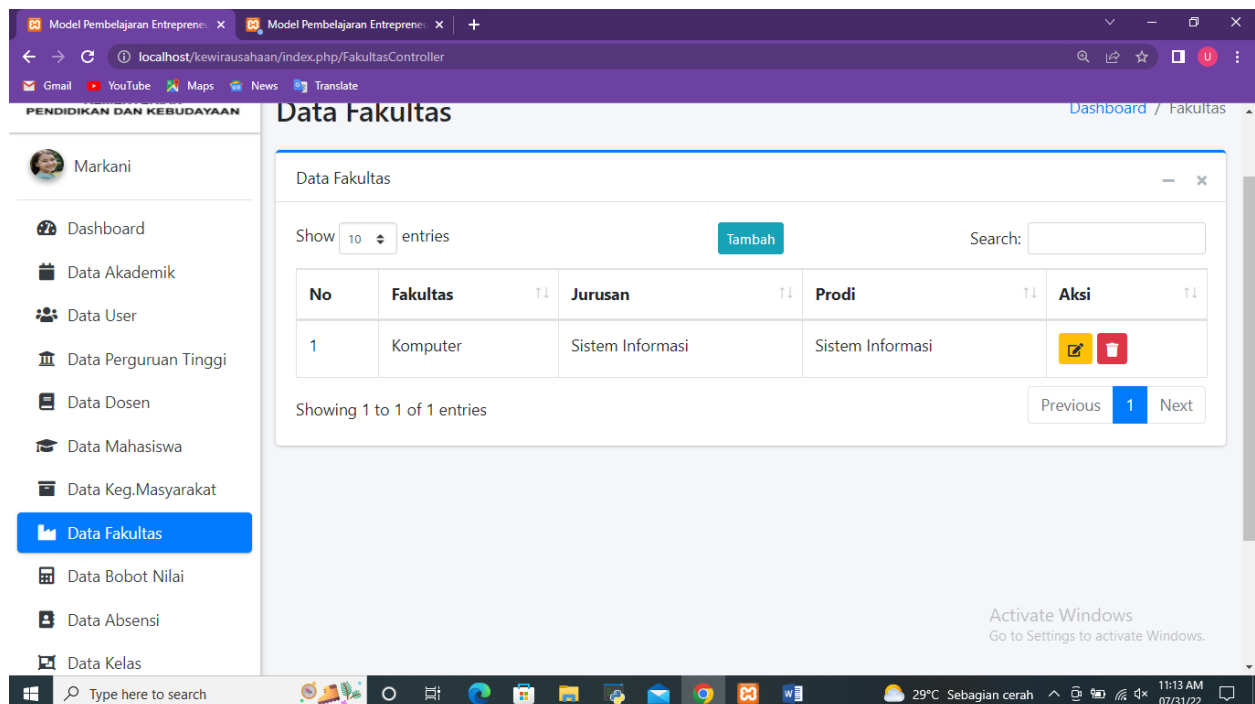 Model Pembelajaran Entrepreneu
Model Pembelajaran Entrepreneu
localhost/kewirausahaan/index.php/FakultasController
U
Gmail YouTube Maps News Translate
PENDIDIKAN DAN KEBUDAYAAN
Data Fakultas
Dashboard / Fakultas
Markani
Dashboard
Data Akademik
Data User
Data Perguruan Tinggi
Data Dosen
Data Mahasiswa
Data Keg.Masyarakat
Data Fakultas
Data Bobot Nilai
Data Absensi
Data Kelas
Data Fakultas
Show 10 entries
Tambah
Search:
No Fakultas Jurusan Prodi Aksi
1 Komputer Sistem Informasi Sistem Informasi
Showing 1 to 1 of 1 entries
Previous 1 Next
Activate Windows
Go to Settings to activate Windows.
Type here to search
29°C Sebagian cerah
11:13 AM
07/31/22